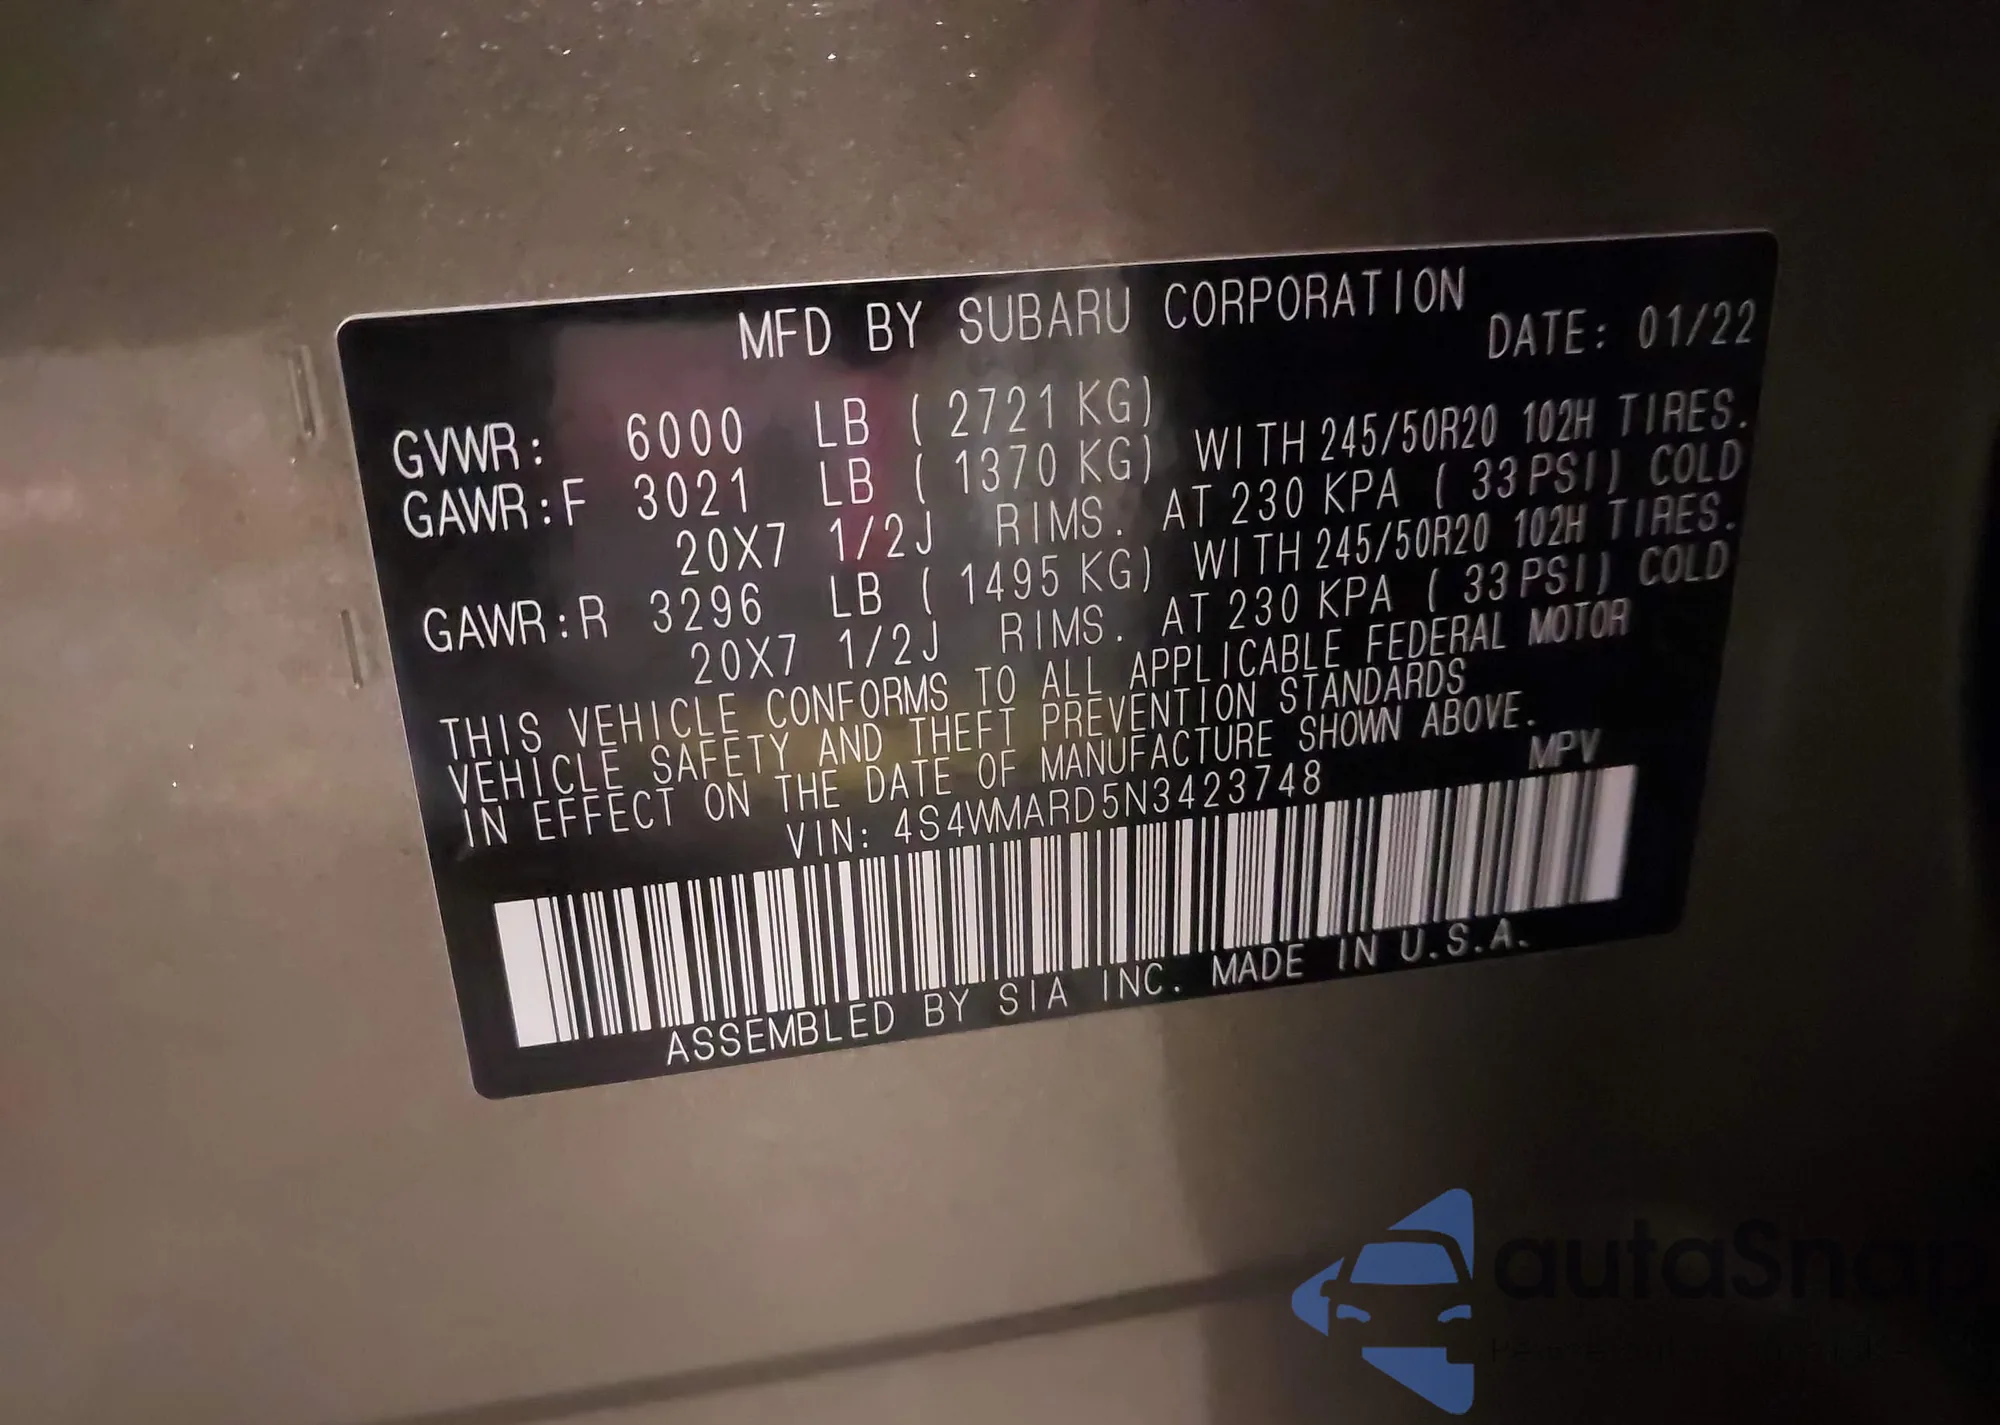 MFD BY SUBARU CORPORATION
DATE: 01/22
GVWR: 6000 LB ( 2721 KG)
GAWR:F 3021 LB ( 1370 KG) WITH 245/50R20 102H TIRES.
20X7 1/2J RIMS. AT 230 KPA ( 33 PSI) COLD
GAWR:R 3296 LB ( 1495 KG) WITH 245/50R20 102H TIRES.
20X7 1/2J RIMS. AT 230 KPA ( 33 PSI) COLD
THIS VEHICLE CONFORMS TO ALL APPLICABLE FEDERAL MOTOR
VEHICLE SAFETY AND THEFT PREVENTION STANDARDS
IN EFFECT ON THE DATE OF MANUFACTURE SHOWN ABOVE.
VIN: 4S4WMARD5N3423748 MPV
ASSEMBLED BY SIA INC. MADE IN U.S.A.
autaSnap